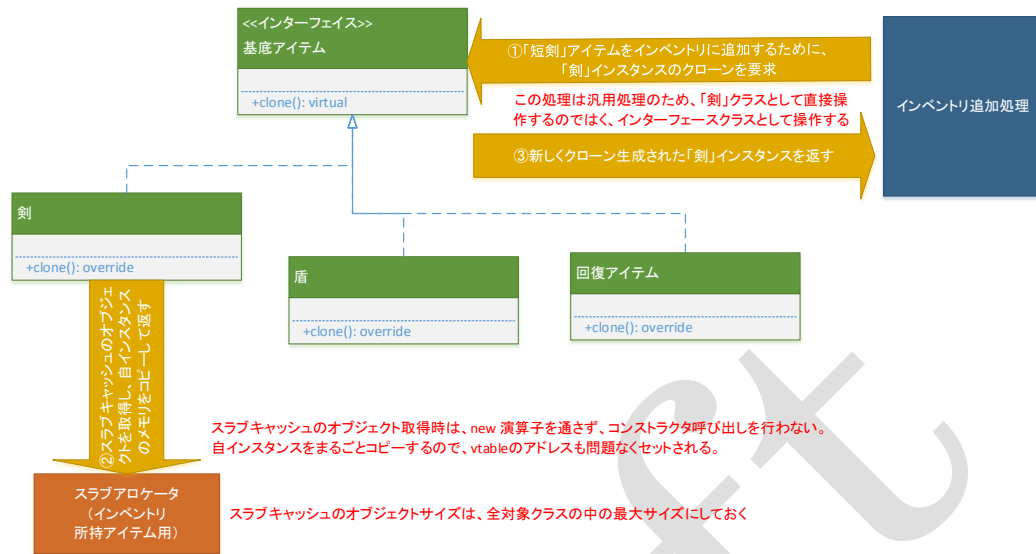 <<インターフェイス>>
基底アイテム
+clone(): virtual
①「短剣」アイテムをインベントリに追加するために、
「剣」インスタンスのクローンを要求
この処理は汎用処理のため、「剣」クラスとして直接操
作するのではく、インターフェースクラスとして操作する
③新しくクローン生成された「剣」インスタンスを返す
インベントリ追加処理
剣
+clone(): override
盾
+clone(): override
回復アイテム
+clone(): override
②スラブキャッシュのオブジェ
クトを取得し、自インスタンス
のメモリをコピーして返す
スラブキャッシュのオブジェクト取得時は、new 演算子を通さず、コンストラクタ呼び出しを行わない。
自インスタンスをまるごとコピーするので、vtableのアドレスも問題なくセットされる。
スラブアロケータ
（インベントリ
所持アイテム用）
スラブキャッシュのオブジェクトサイズは、全対象クラスの中の最大サイズにしておく
ft